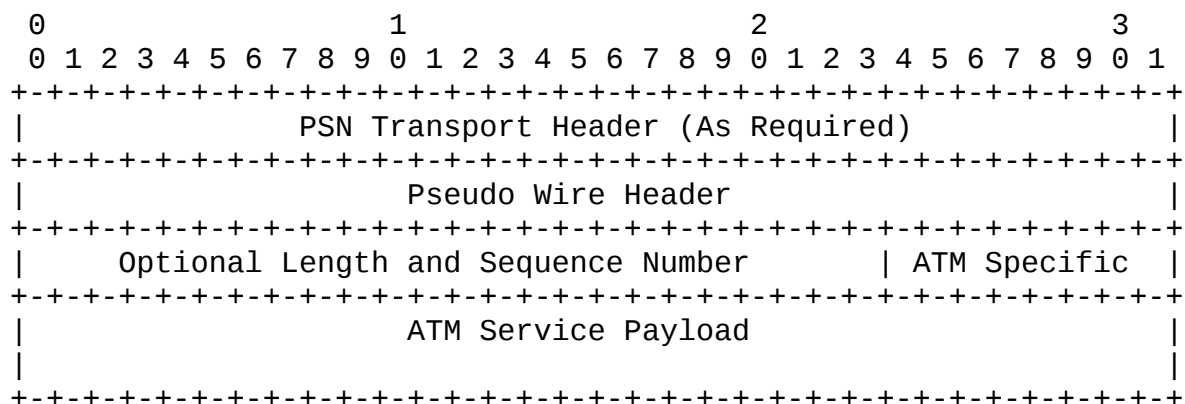 0                   1                   2                   3
 0 1 2 3 4 5 6 7 8 9 0 1 2 3 4 5 6 7 8 9 0 1 2 3 4 5 6 7 8 9 0 1
+-+-+-+-+-+-+-+-+-+-+-+-+-+-+-+-+-+-+-+-+-+-+-+-+-+-+-+-+-+-+-+-+
|               PSN Transport Header (As Required)              |
+-+-+-+-+-+-+-+-+-+-+-+-+-+-+-+-+-+-+-+-+-+-+-+-+-+-+-+-+-+-+-+-+
|                     Pseudo Wire Header                        |
+-+-+-+-+-+-+-+-+-+-+-+-+-+-+-+-+-+-+-+-+-+-+-+-+-+-+-+-+-+-+-+-+
|     Optional Length and Sequence Number       | ATM Specific  |
+-+-+-+-+-+-+-+-+-+-+-+-+-+-+-+-+-+-+-+-+-+-+-+-+-+-+-+-+-+-+-+-+
|                     ATM Service Payload                       |
|                                                               |
+-+-+-+-+-+-+-+-+-+-+-+-+-+-+-+-+-+-+-+-+-+-+-+-+-+-+-+-+-+-+-+-+